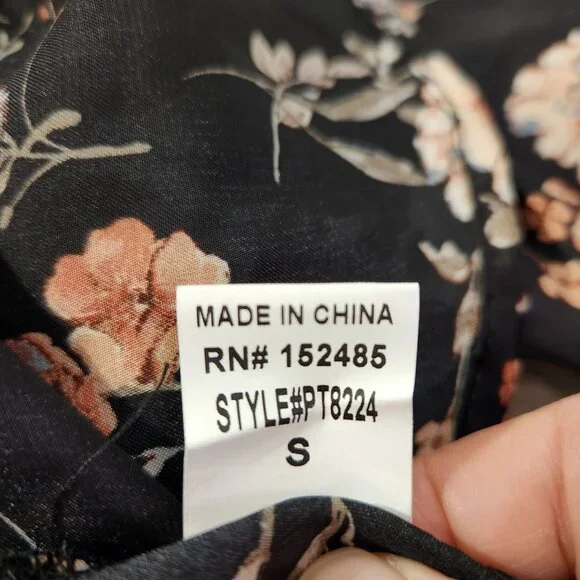 MADE IN CHINA
RN# 152485
STYLE#PT8224
S